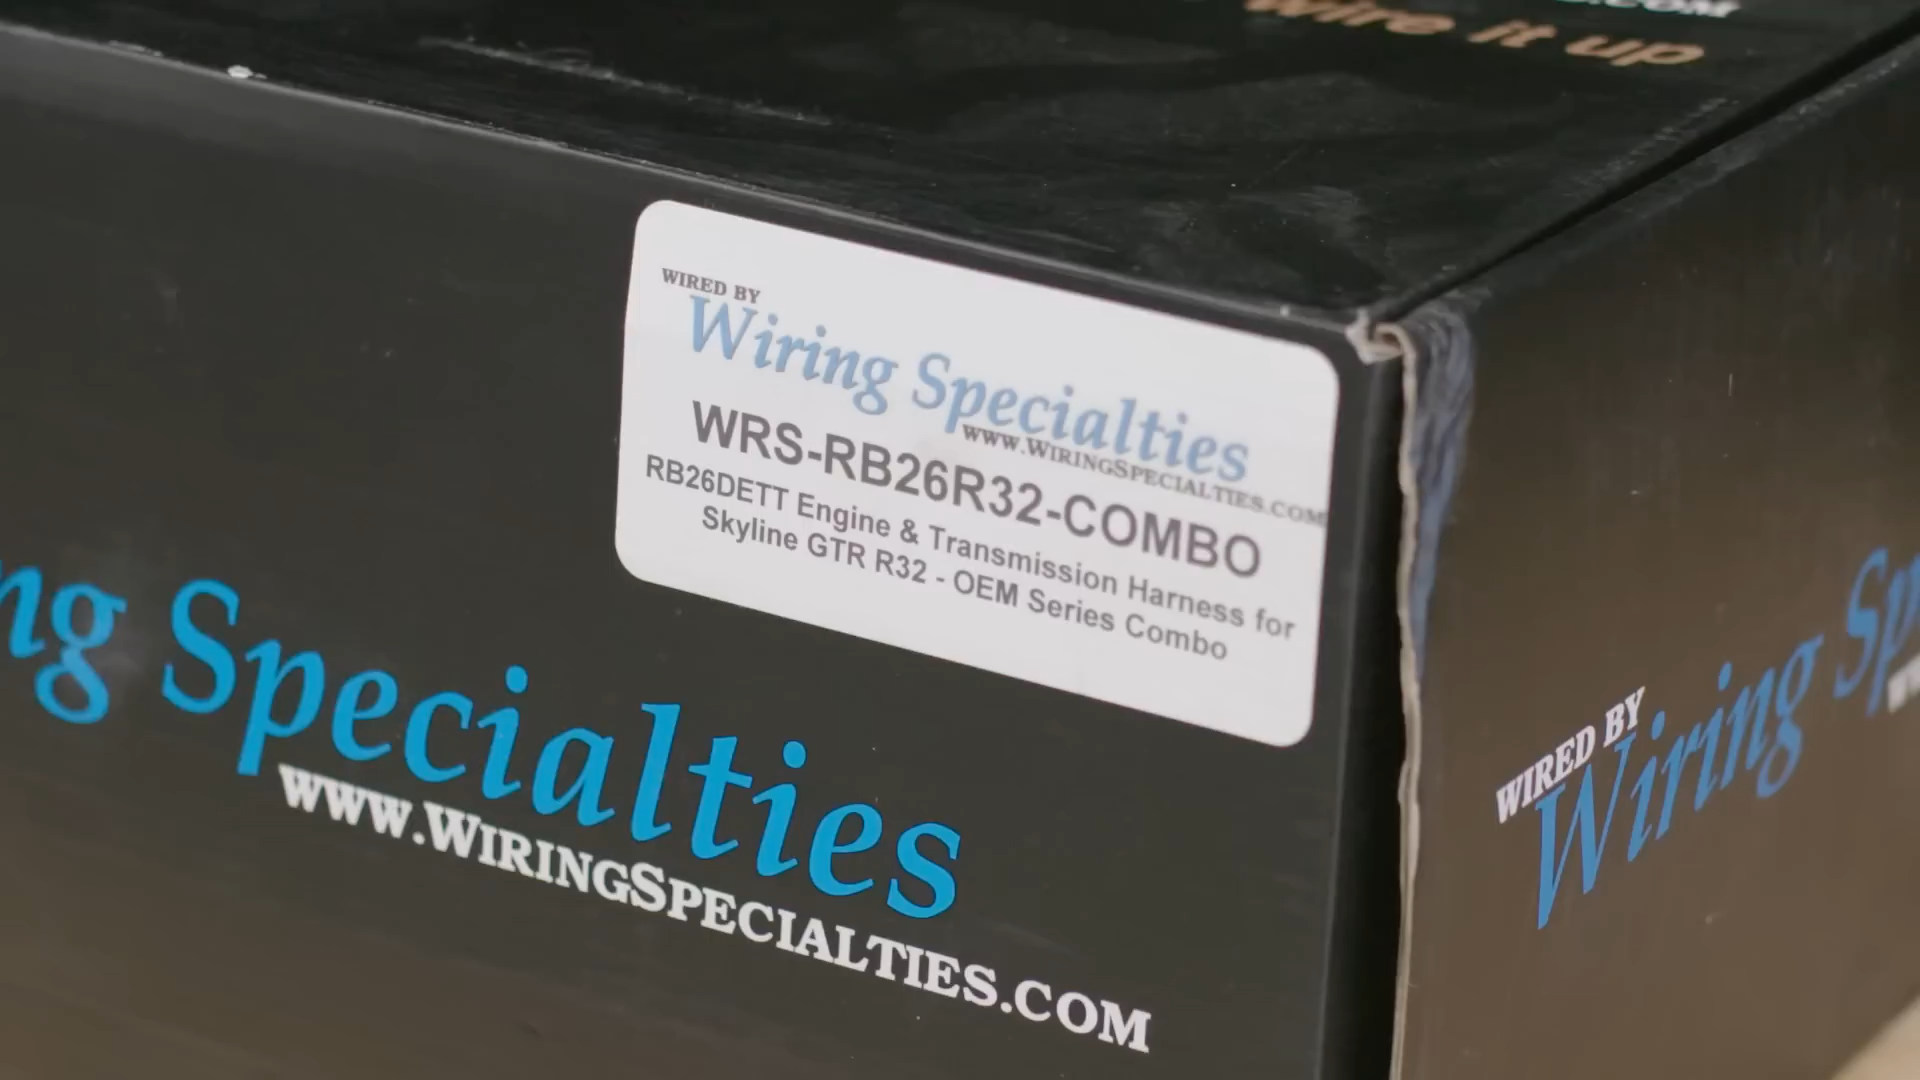 wire it up
WIRED BY
Wiring Specialties
www.WiringSpecialties.com
WRS-RB26R32-COMBO
RB26DETT Engine & Transmission Harness for
Skyline GTR R32 - OEM Series Combo
ng Specialties
www.WiringSpecialties.com
WIRED BY
Wiring Sp